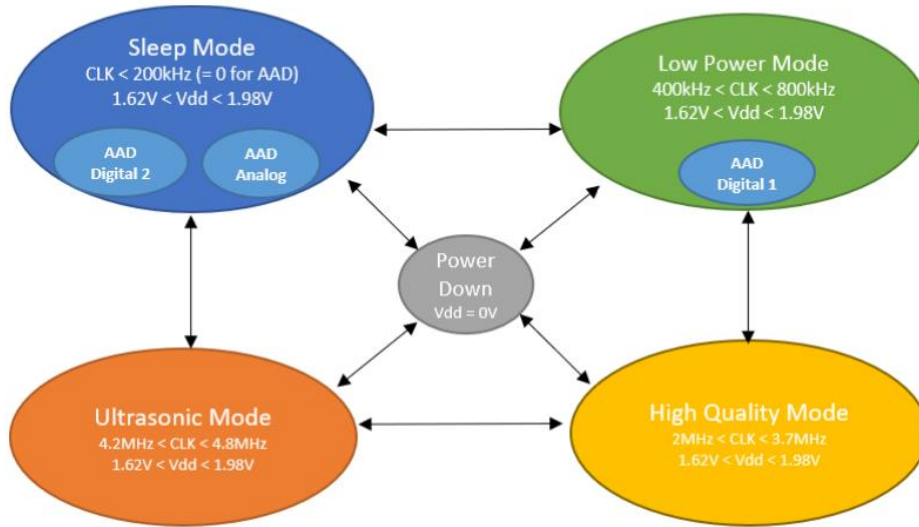 Sleep Mode
CLK < 200kHz (= 0 for AAD)
1.62V < Vdd < 1.98V
AAD
Digital 2
AAD
Analog
Low Power Mode
400kHz < CLK < 800kHz
1.62V < Vdd < 1.98V
AAD
Digital 1
Power
Down
Vdd = 0V
Ultrasonic Mode
4.2MHz < CLK < 4.8MHz
1.62V < Vdd < 1.98V
High Quality Mode
2MHz < CLK < 3.7MHz
1.62V < Vdd < 1.98V